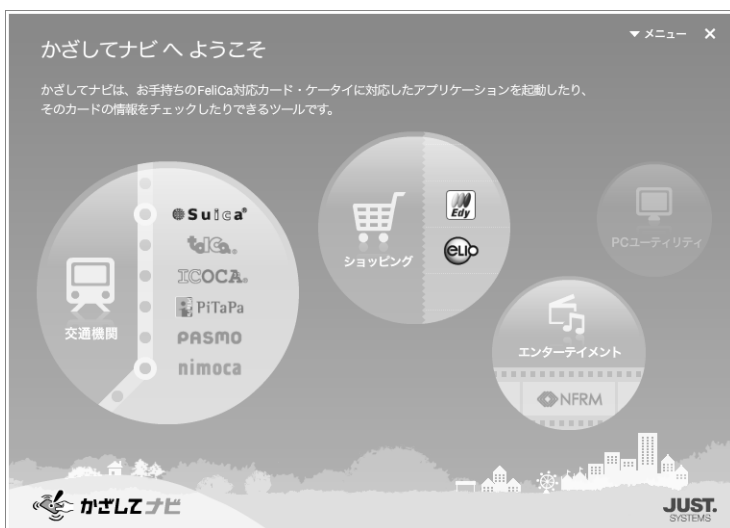 かざしてナビ へ ようこそ
▼ メニュー ×
かざしてナビは、お手持ちのFeliCa対応カード・ケータイに対応したアプリケーションを起動したり、
そのカードの情報をチェックしたりできるツールです。
交通機関
Suica
toICa
ICOCA
PiTaPa
PASMO
nimoca
ショッピング
Edy
eLIO
PCユーティリティ
エンターテイメント
NFRM
かざしてナビ
JUST.
SYSTEMS